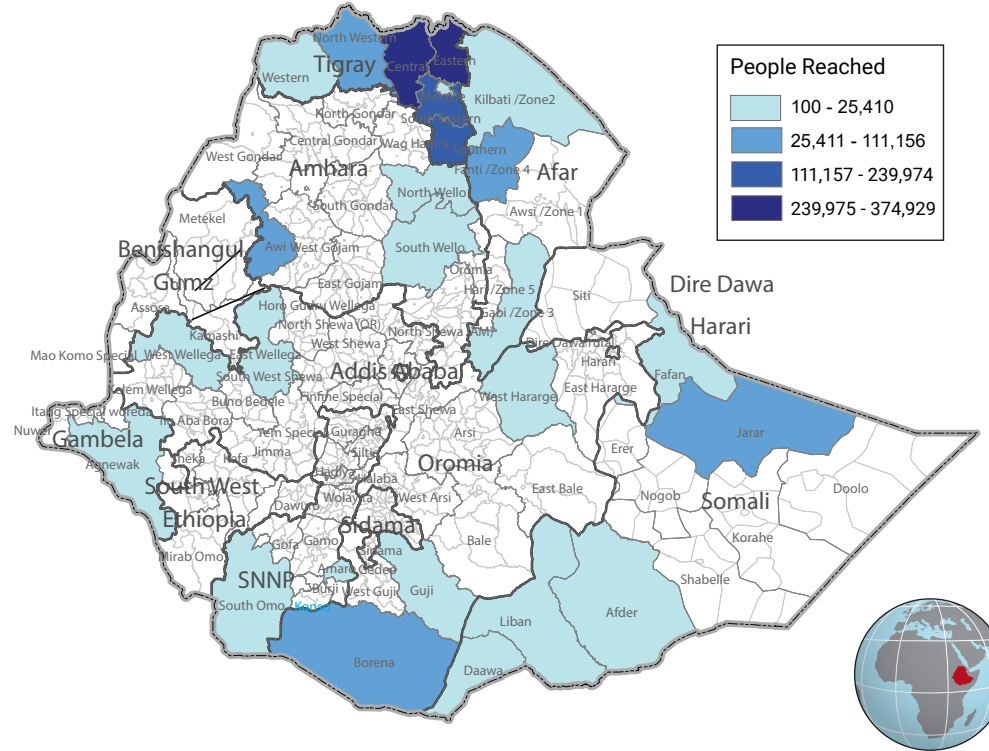 People Reached
100 - 25,410
25,411 - 111,156
111,157 - 239,974
239,975 - 374,929
North Western
Tigray
Central
Eastern
Western
Kilbati /Zone2
North Gondar
Southern
Central Gondar
Wag Hamra
West Gondar
Fanti /Zone 4
Afar
Amhara
North Wello
South Gondar
Awsi /Zone 1
Metekel
Awi
West Gojam
South Wello
Benishangul
Gumz
Oromia
Hari /Zone 5
East Gojam
Siti
Dire Dawa
Assosa
Horo Gudru Wellega
Gabi /Zone 3
Harari
North Shewa (OR)
North Shewa (AM)
Kamashi
West Shewa
Dire Dawa rural
Mao Komo Special
West Wellega
East Wellega
Harari
South West Shewa
Addis Ababa
Fafan
Kelem Wellega
Buno Bedele
Finfine Special
West Hararge
East Hararge
Itang Special woreda
Ilu Aba Bora
East Shewa
Nuwer
Gambela
Yem Special
Guraghe
Arsi
Jarar
Jimma
Siltie
Erer
Agnewak
Sheka
Kefa
Oromia
Hadiya
Halaba
South West
Ethiopia
East Bale
Doolo
Nogob
Somali
Dawuro
Wolayita
West Arsi
Sidama
Korahe
Gofa
Gamo
Bale
Mirab Omo
Sidama
SNNP
Amaro
Gedeo
Shabelle
Burji
West Guji
Guji
South Omo
Konso
Afder
Liban
Borena
Daawa